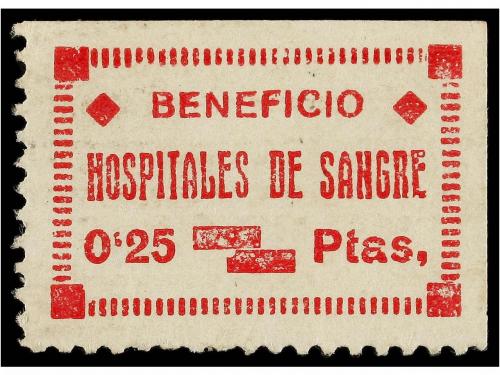 BENEFICIO
HOSPITALES DE SANGRE
0'25 Ptas,